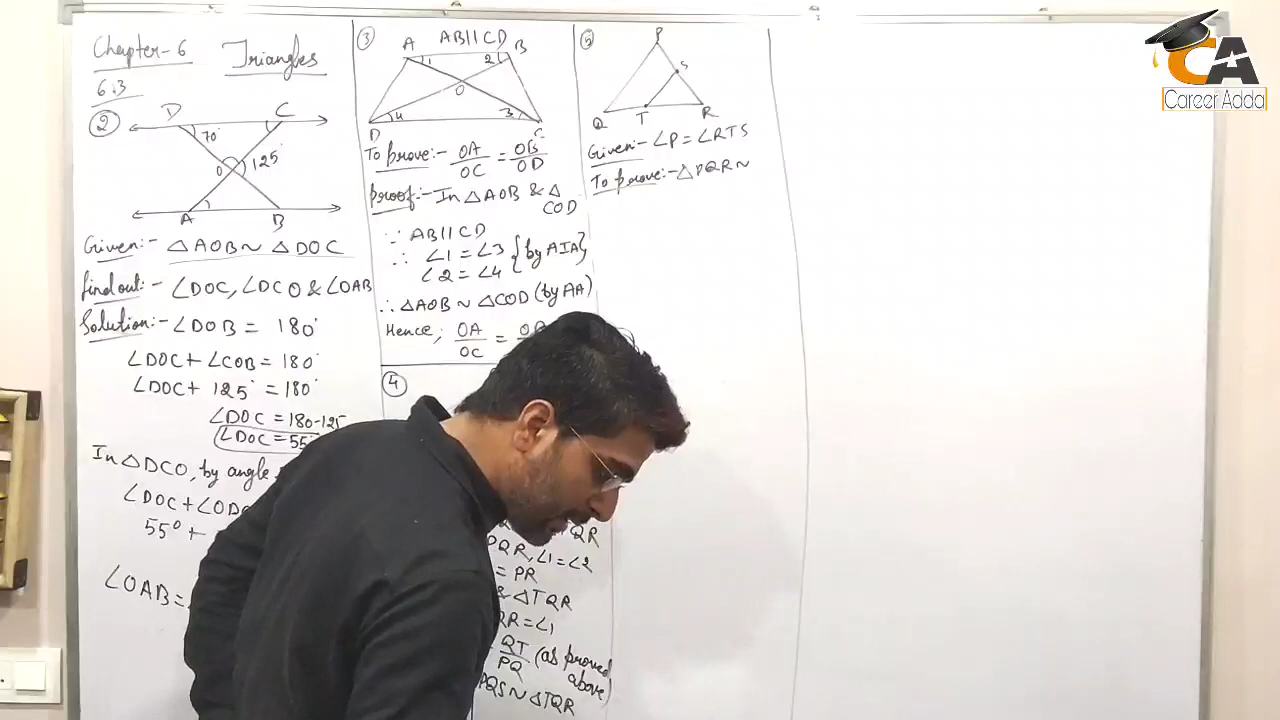 Chapter-6 Triangles
6.3
2
D C
70°
O 125°
A B
Given:- △AOB ~ △DOC
find out:- ∠DOC, ∠DCO & ∠OAB
Solution:- ∠DOB = 180°
∠DOC + ∠COB = 180°
∠DOC + 125° = 180°
∠DOC = 180-125
∠DOC = 55°
In △DCO, by angle
∠DOC + ∠ODC
55° +
∠OAB =
3
AB || CD
A B
1 2
O
4 3
D C
To prove:- OA/OC = OB/OD
Proof:- In △AOB & △
COD
∵ AB || CD
∴ ∠1 = ∠3
∠2 = ∠4 {by AIA}
∴ △AOB ~ △COD (by AA)
Hence, OA/OC =
4
QR
PQR, ∠1 = ∠2
= PR
& △TQR
QR = ∠1
QT/PQ (as proved
above)
PQS ~ △TQR
5
P
S
Q T R
Given:- ∠P = ∠RTS
To prove:- △PQR ~
CA
Career Adda